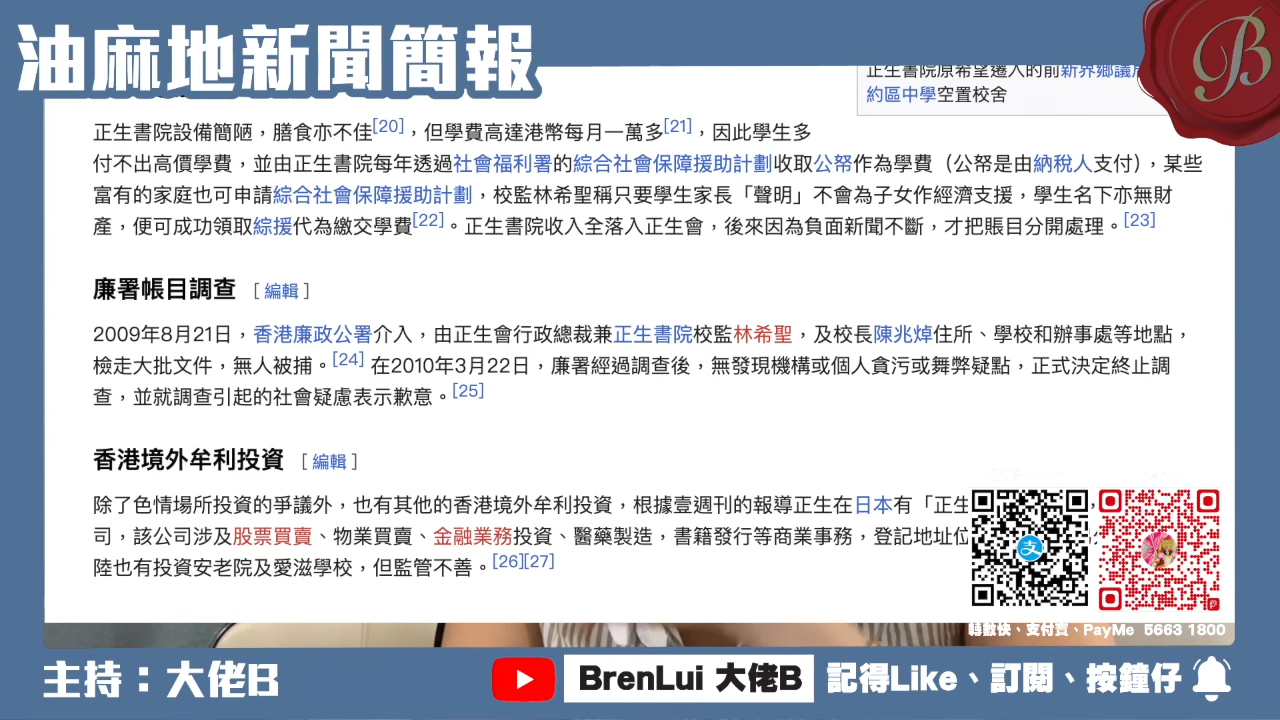 油麻地新聞簡報
B
正生書院原希望遷入的前新界鄉議
約區中學空置校舍
正生書院設備簡陋，膳食亦不佳[20]，但學費高達港幣每月一萬多[21]，因此學生多
付不出高價學費，並由正生書院每年透過社會福利署的綜合社會保障援助計劃收取公帑作為學費（公帑是由納稅人支付），某些
富有的家庭也可申請綜合社會保障援助計劃，校監林希聖稱只要學生家長「聲明」不會為子女作經濟支援，學生名下亦無財
產，便可成功領取綜援代為繳交學費[22]。正生書院收入全落入正生會，後來因為負面新聞不斷，才把賬目分開處理。[23]
廉署帳目調查 [編輯]
2009年8月21日，香港廉政公署介入，由正生會行政總裁兼正生書院校監林希聖，及校長陳兆焯住所、學校和辦事處等地點，
檢走大批文件，無人被捕。[24] 在2010年3月22日，廉署經過調查後，無發現機構或個人貪污或舞弊疑點，正式決定終止調
查，並就調查引起的社會疑慮表示歉意。[25]
香港境外牟利投資 [編輯]
除了色情場所投資的爭議外，也有其他的香港境外牟利投資，根據壹週刊的報導正生在日本有「正生
司，該公司涉及股票買賣、物業買賣、金融業務投資、醫藥製造，書籍發行等商業事務，登記地址位
陸也有投資安老院及愛滋學校，但監管不善。[26][27]
支
轉數快、支付寶、PayMe 5663 1800
主持：大佬B
BrenLui 大佬B
記得Like、訂閱、按鐘仔